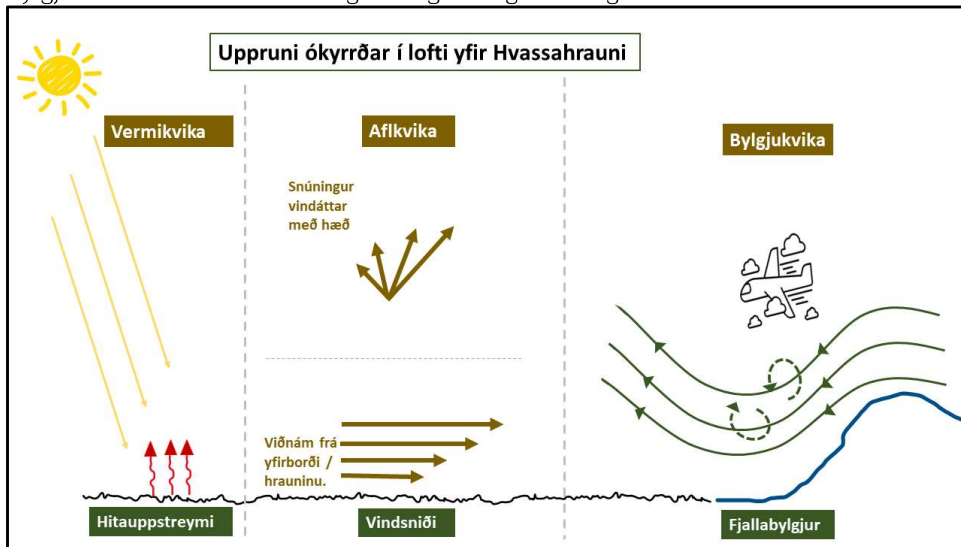 Uppruni ókyrrðar í lofti yfir Hvassahrauni
Vermikvika
Aflkvika
Bylgjukvika
Snúningur
vindáttar
með hæð
Viðnám frá
yfirborði /
hrauninu.
Hitauppstreymi
Vindsniði
Fjallabylgjur